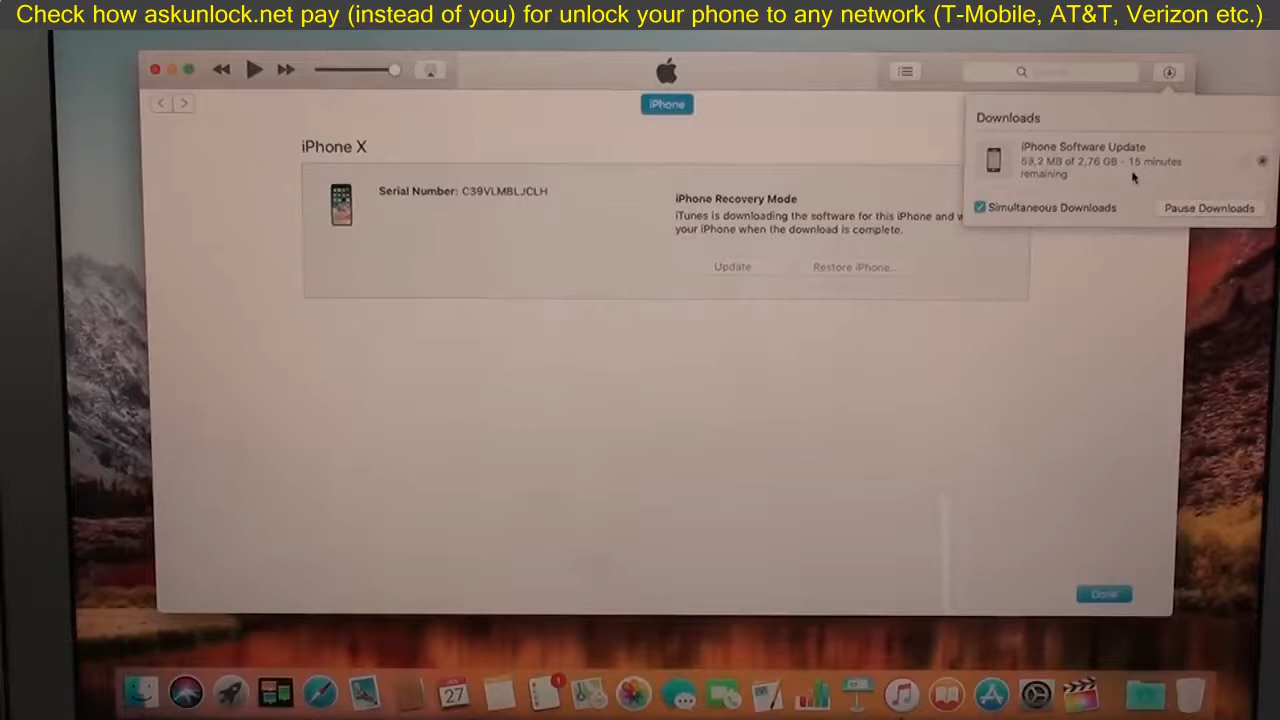 Check how askunlock.net pay (instead of you) for unlock your phone to any network (T-Mobile, AT&T, Verizon etc.)
iPhone
Downloads
iPhone Software Update
59,2 MB of 2,76 GB - 15 minutes
remaining
Simultaneous Downloads
Pause Downloads
iPhone X
Serial Number: C39VLMBLJCLH
iPhone Recovery Mode
iTunes is downloading the software for this iPhone and w
your iPhone when the download is complete.
Update
Restore iPhone...
Done
27
1